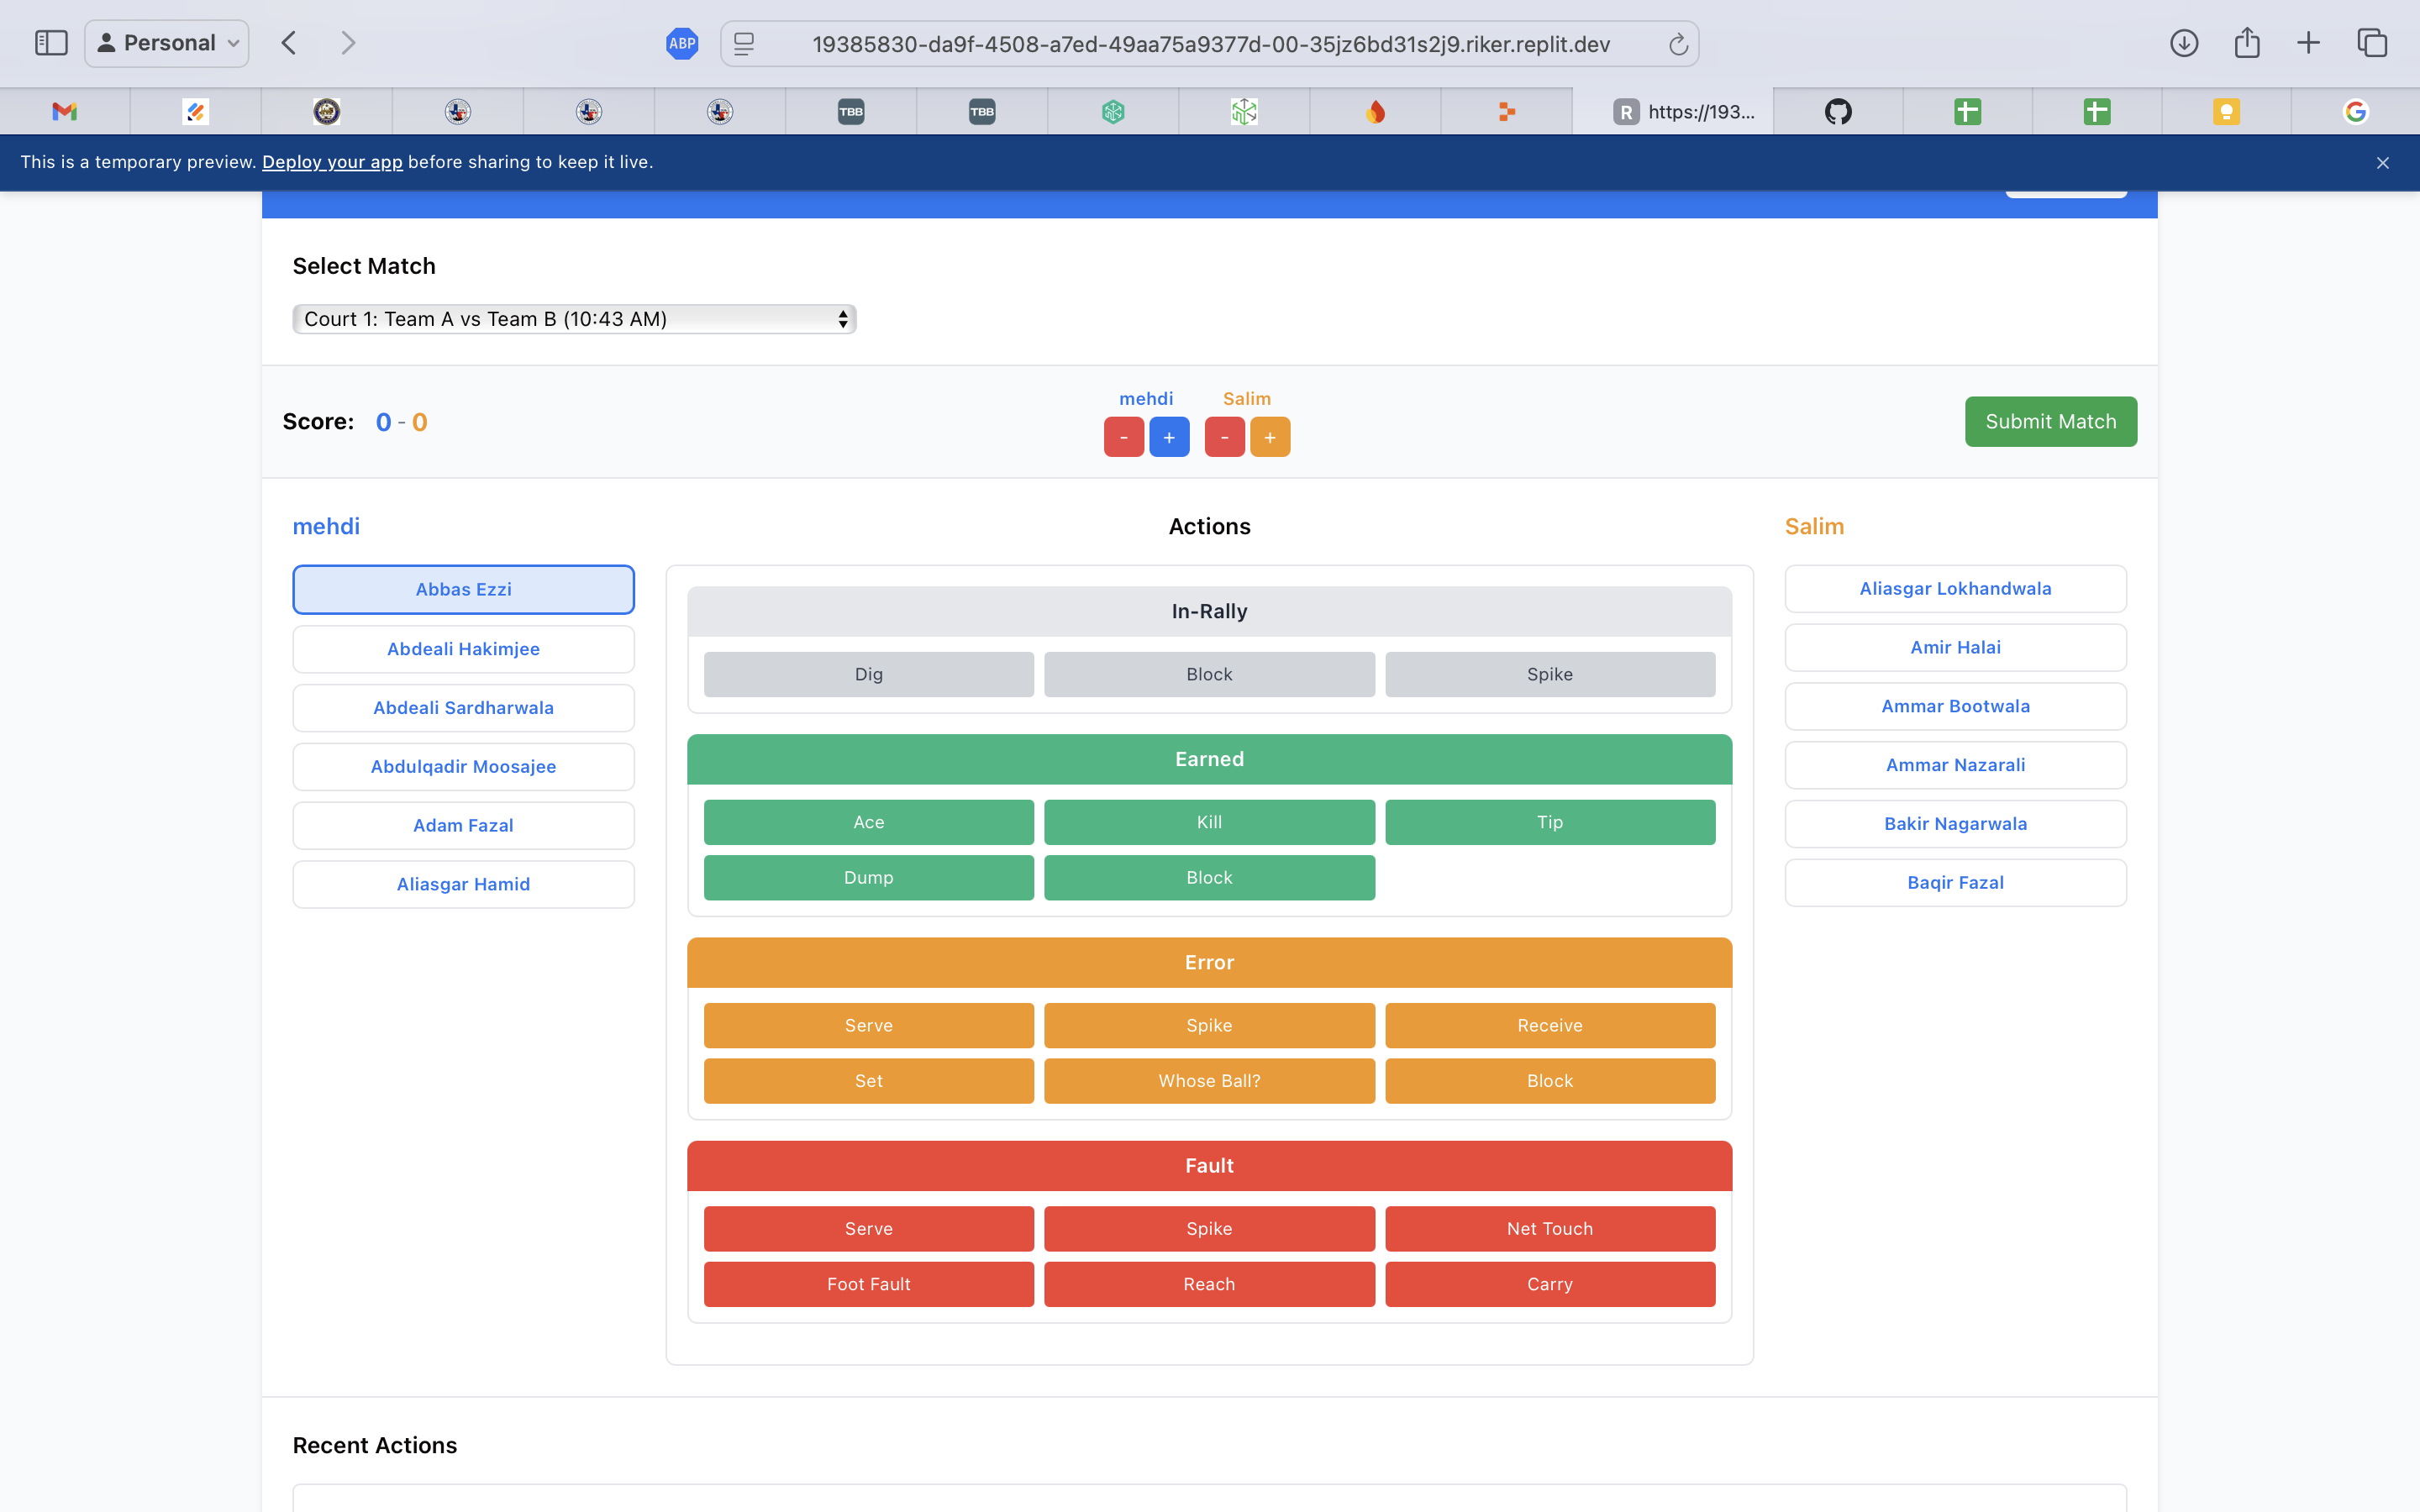 Personal
ABP
19385830-da9f-4508-a7ed-49aa75a9377d-00-35jz6bd31s2j9.riker.replit.dev
TBB
TBB
R https://193...
This is a temporary preview. Deploy your app before sharing to keep it live.
Select Match
Court 1: Team A vs Team B (10:43 AM)
Score: 0 - 0
mehdi
- +
Salim
- +
Submit Match
mehdi
Abbas Ezzi
Abdeali Hakimjee
Abdeali Sardharwala
Abdulqadir Moosajee
Adam Fazal
Aliasgar Hamid
Actions
In-Rally
Dig Block Spike
Earned
Ace Kill Tip
Dump Block
Error
Serve Spike Receive
Set Whose Ball? Block
Fault
Serve Spike Net Touch
Foot Fault Reach Carry
Salim
Aliasgar Lokhandwala
Amir Halai
Ammar Bootwala
Ammar Nazarali
Bakir Nagarwala
Baqir Fazal
Recent Actions